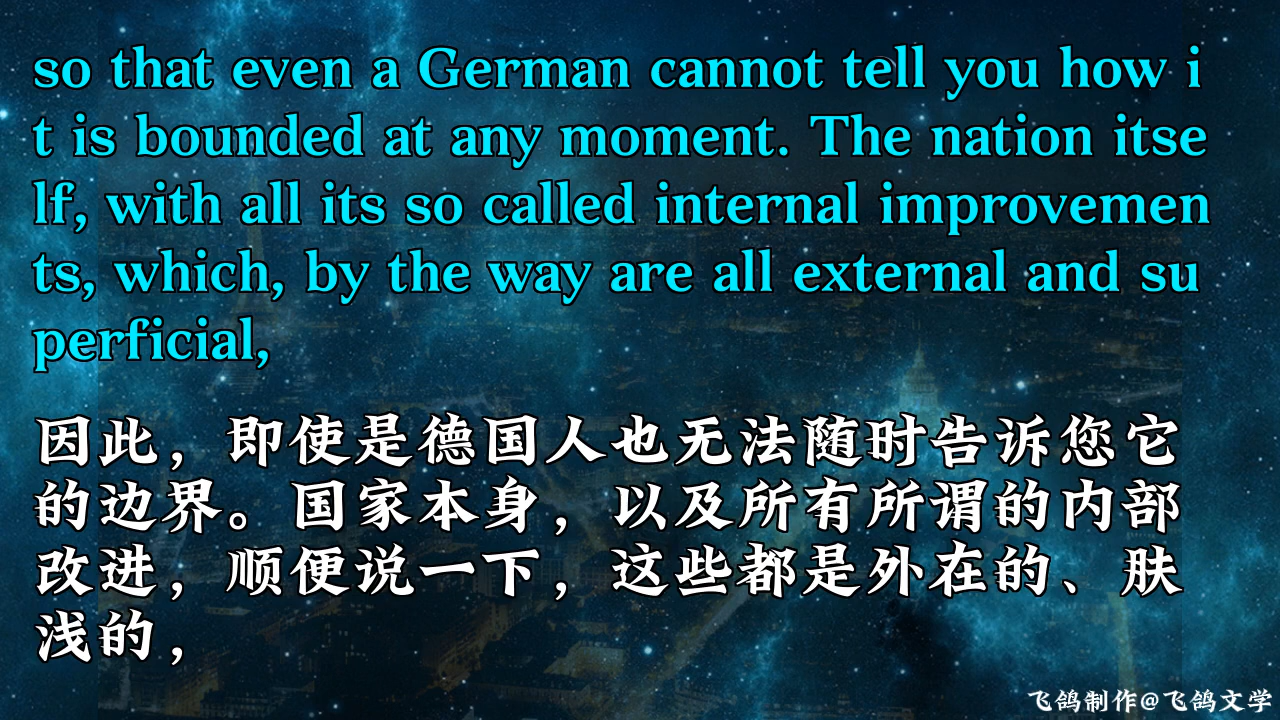 so that even a German cannot tell you how i
t is bounded at any moment. The nation itse
lf, with all its so called internal improvemen
ts, which, by the way are all external and su
perficial,
因此，即使是德国人也无法随时告诉您它
的边界。国家本身，以及所有所谓的内部
改进，顺便说一下，这些都是外在的、肤
浅的，
飞鸽制作@飞鸽文学